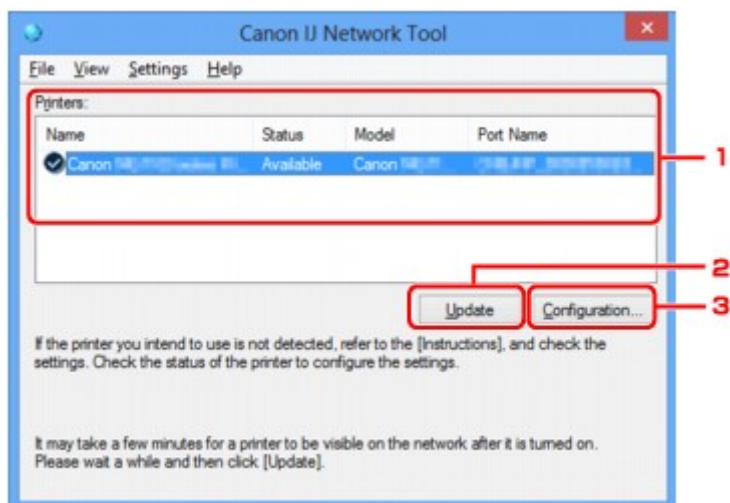 Canon IJ Network Tool
File View Settings Help
Printers:
Name Status Model Port Name
Canon Available Canon
1
2
Update Configuration...
3
If the printer you intend to use is not detected, refer to the [Instructions], and check the
settings. Check the status of the printer to configure the settings.
It may take a few minutes for a printer to be visible on the network after it is turned on.
Please wait a while and then click [Update].